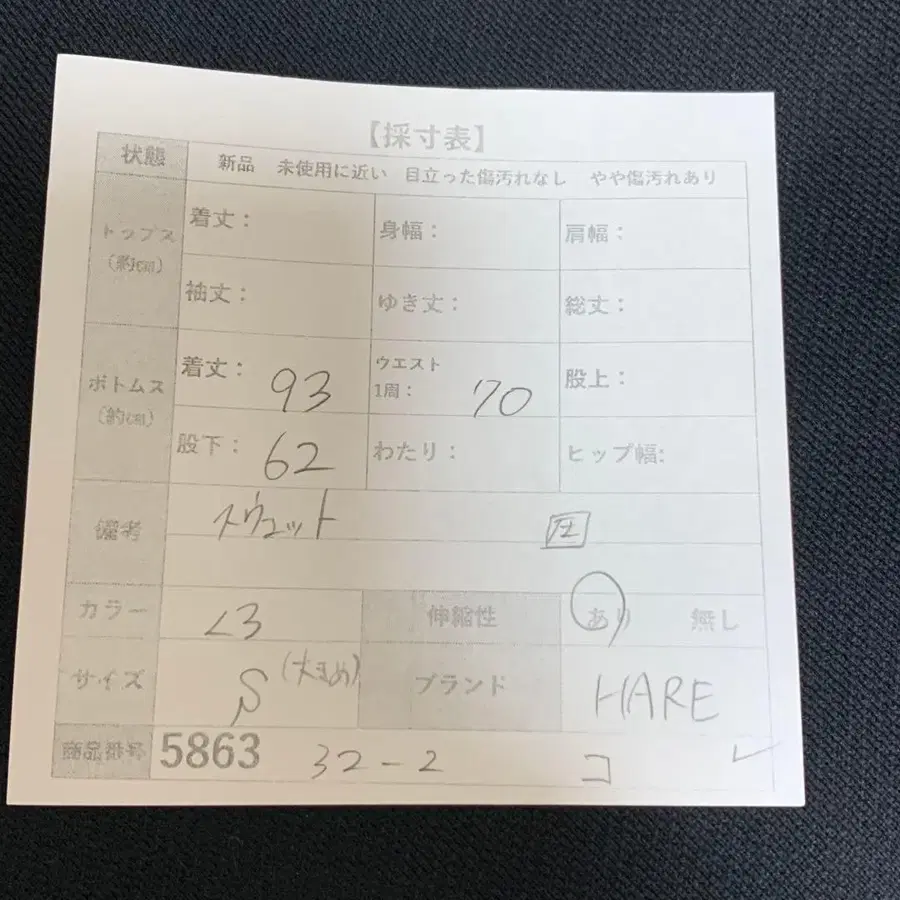 【採寸表】
状態 新品 未使用に近い 目立った傷汚れなし やや傷汚れあり
トップス (約cm) 着丈： 身幅： 肩幅：
袖丈： ゆき丈： 総丈：
ボトムス (約cm) 着丈： 93 ウエスト 1周： 70 股上：
股下： 62 わたり： ヒップ幅:
備考 スウェット 圧
カラー くろ 伸縮性 あり 無し
サイズ S (大きめ) ブランド HARE
商品番号 5863 32-2 コ